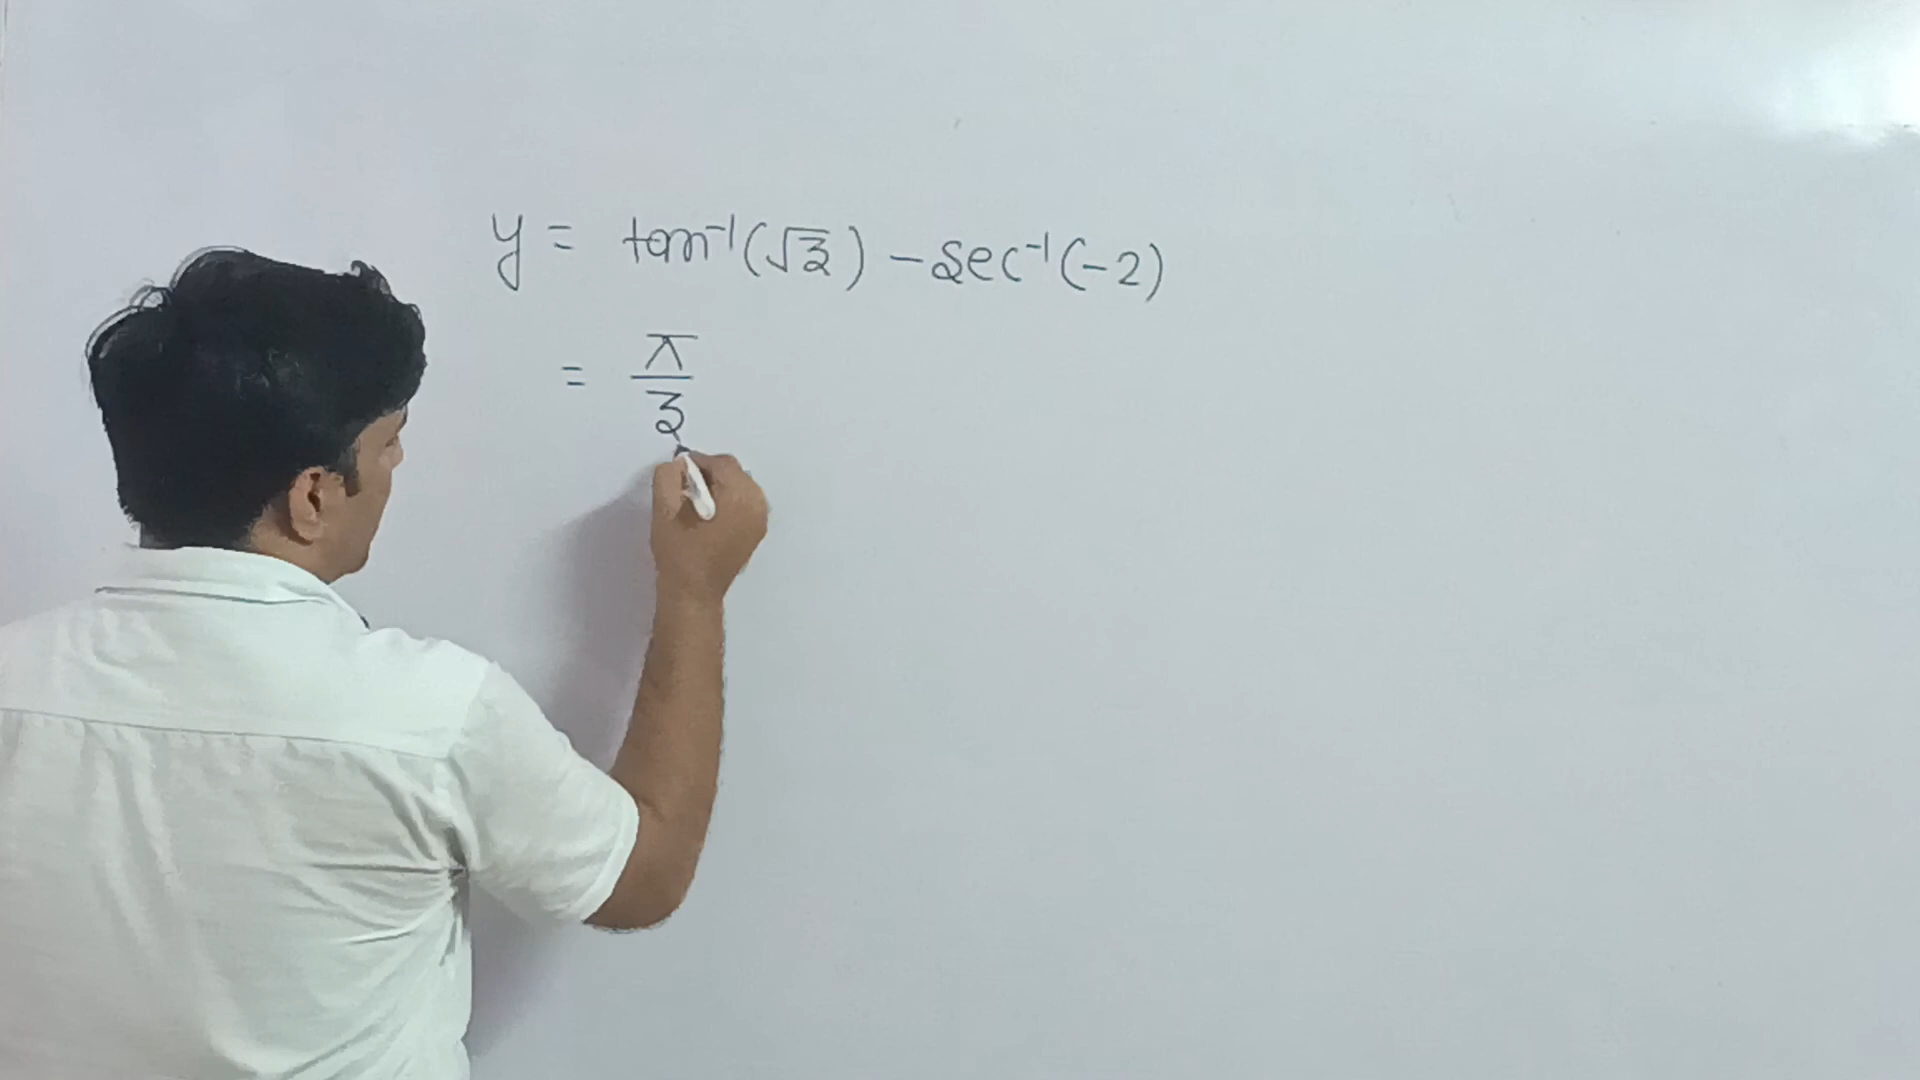 y = tan⁻¹(√3) - sec⁻¹(-2)
= π/3